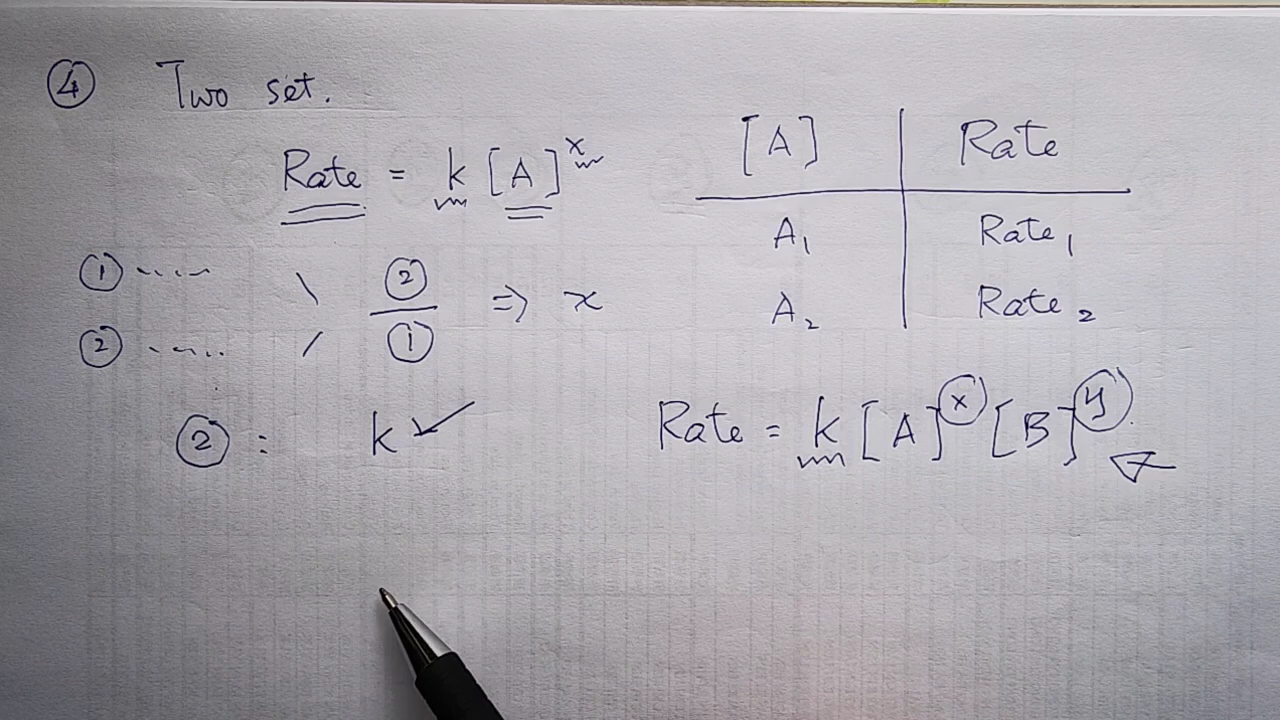 ④ Two set.
Rate = k [A]^x
① .....
② .....
②/① => x
② : k ✓
[A] | Rate
A₁ | Rate₁
A₂ | Rate₂
Rate = k [A]^x [B]^y